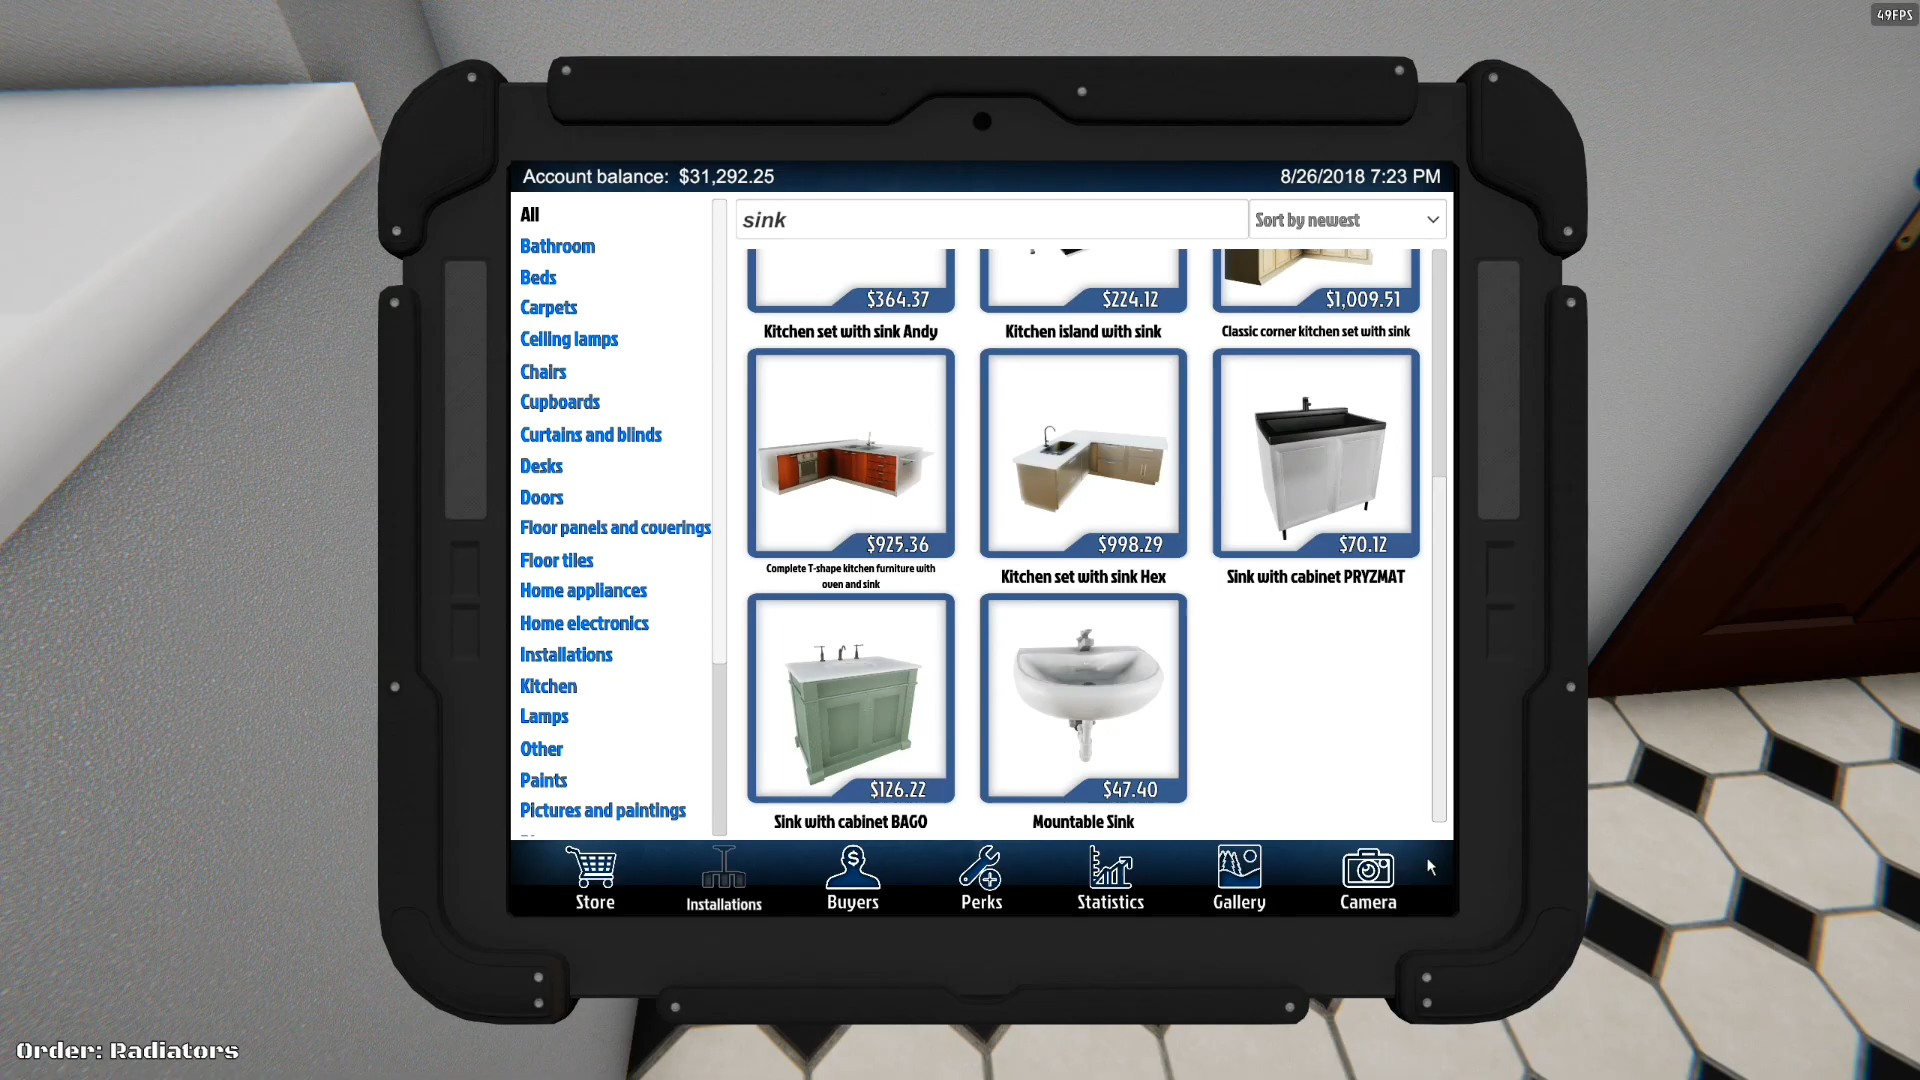 49FPS
Account balance: $31,292.25
8/26/2018 7:23 PM
All
Bathroom
Beds
Carpets
Ceiling lamps
Chairs
Cupboards
Curtains and blinds
Desks
Doors
Floor panels and coverings
Floor tiles
Home appliances
Home electronics
Installations
Kitchen
Lamps
Other
Paints
Pictures and paintings
sink
Sort by newest
$364.37
$224.12
$1,009.51
Kitchen set with sink Andy
Kitchen island with sink
Classic corner kitchen set with sink
$925.36
$998.29
$70.12
Complete T-shape kitchen furniture with
oven and sink
Kitchen set with sink Hex
Sink with cabinet PRYZMAT
$126.22
$47.40
Sink with cabinet BAGO
Mountable Sink
Store
Installations
Buyers
Perks
Statistics
Gallery
Camera
Order: Radiators